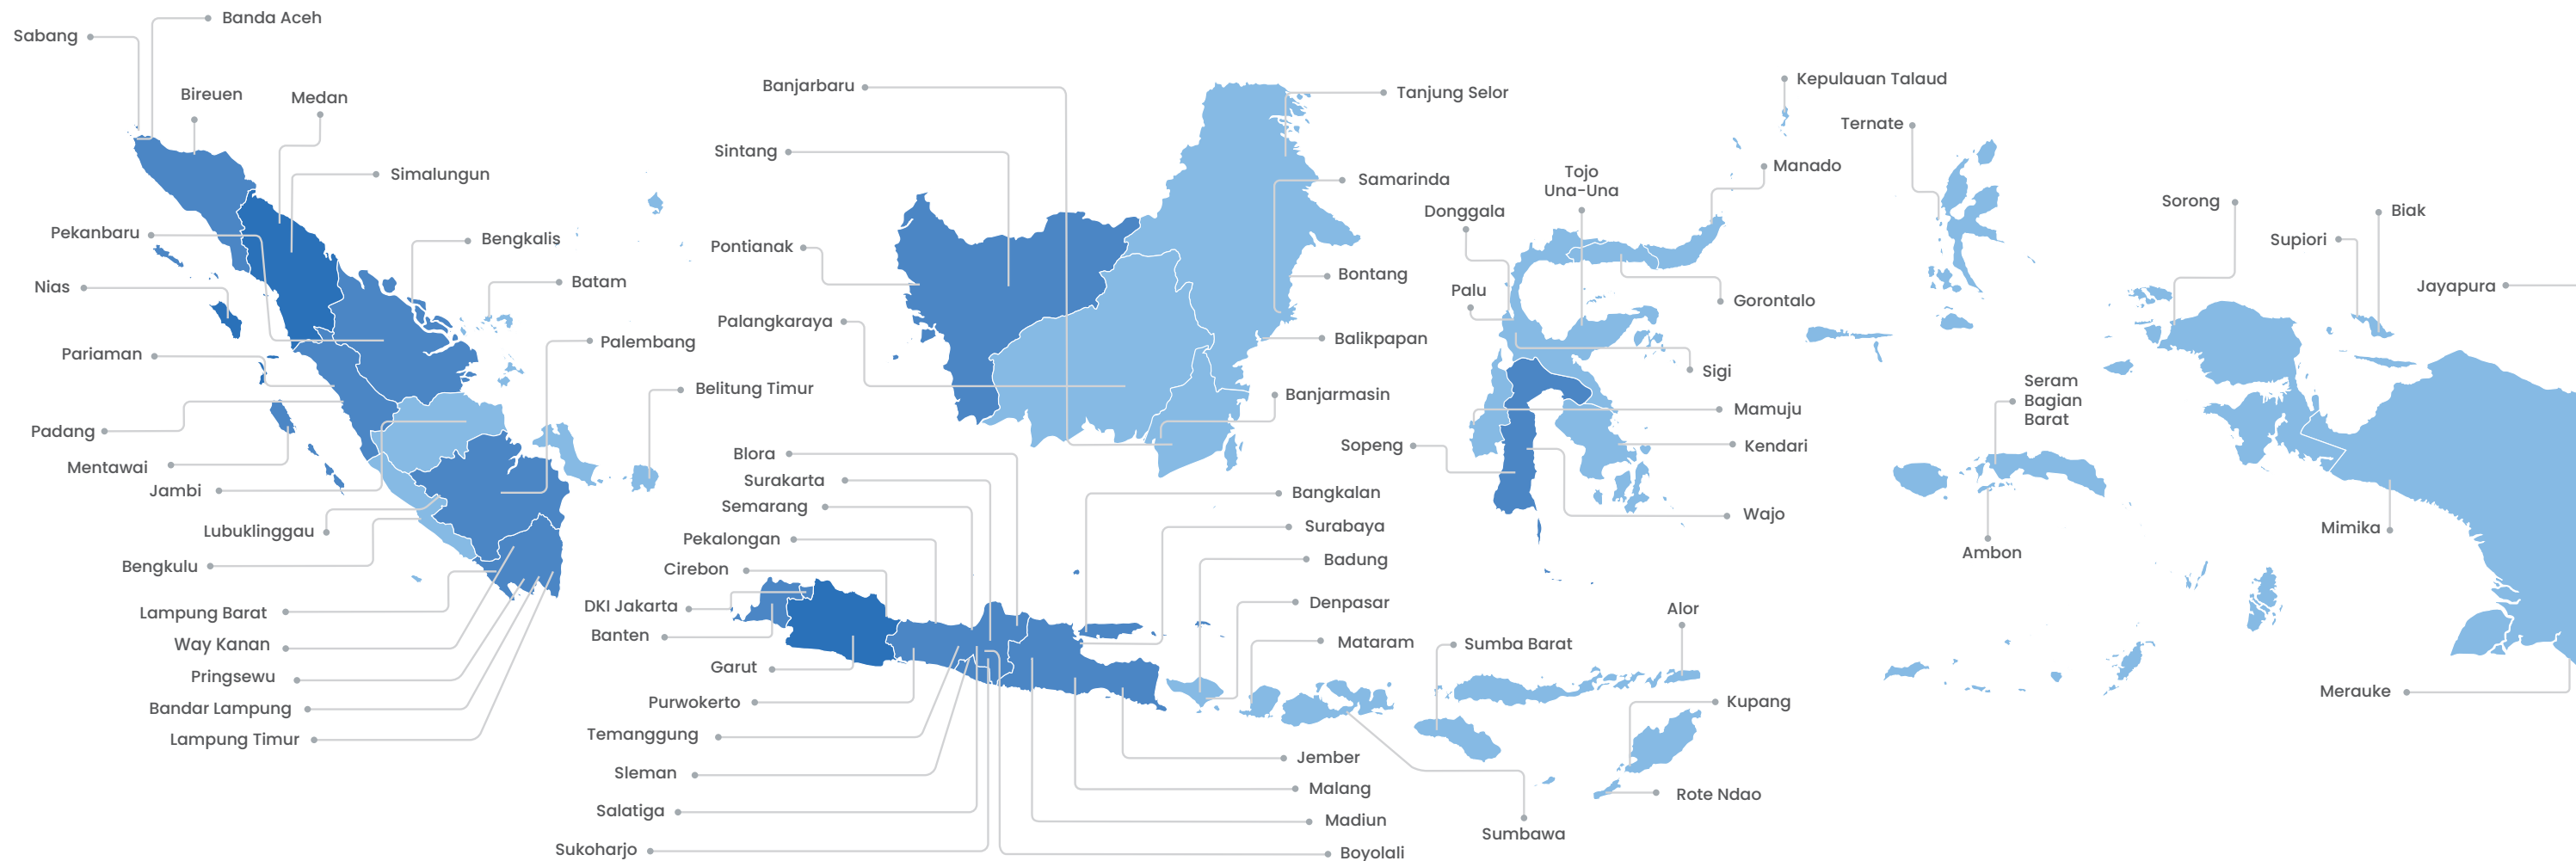 Banda Aceh
Sabang
Bireuen
Medan
Simalungun
Pekanbaru
Bengkalis
Nias
Batam
Palembang
Pariaman
Belitung Timur
Padang
Mentawai
Jambi
Lubuklinggau
Bengkulu
Lampung Barat
Way Kanan
Pringsewu
Bandar Lampung
Lampung Timur
Banjarbaru
Sintang
Pontianak
Palangkaraya
Tanjung Selor
Samarinda
Bontang
Balikpapan
Banjarmasin
Blora
Surakarta
Semarang
Pekalongan
Cirebon
DKI Jakarta
Banten
Garut
Purwokerto
Temanggung
Sleman
Salatiga
Sukoharjo
Bangkalan
Surabaya
Badung
Denpasar
Mataram
Jember
Malang
Madiun
Boyolali
Kepulauan Talaud
Ternate
Manado
Tojo
Una-Una
Donggala
Palu
Gorontalo
Sigi
Mamuju
Sopeng
Kendari
Wajo
Alor
Sumba Barat
Kupang
Rote Ndao
Sumbawa
Sorong
Biak
Supiori
Jayapura
Seram
Bagian
Barat
Ambon
Mimika
Merauke